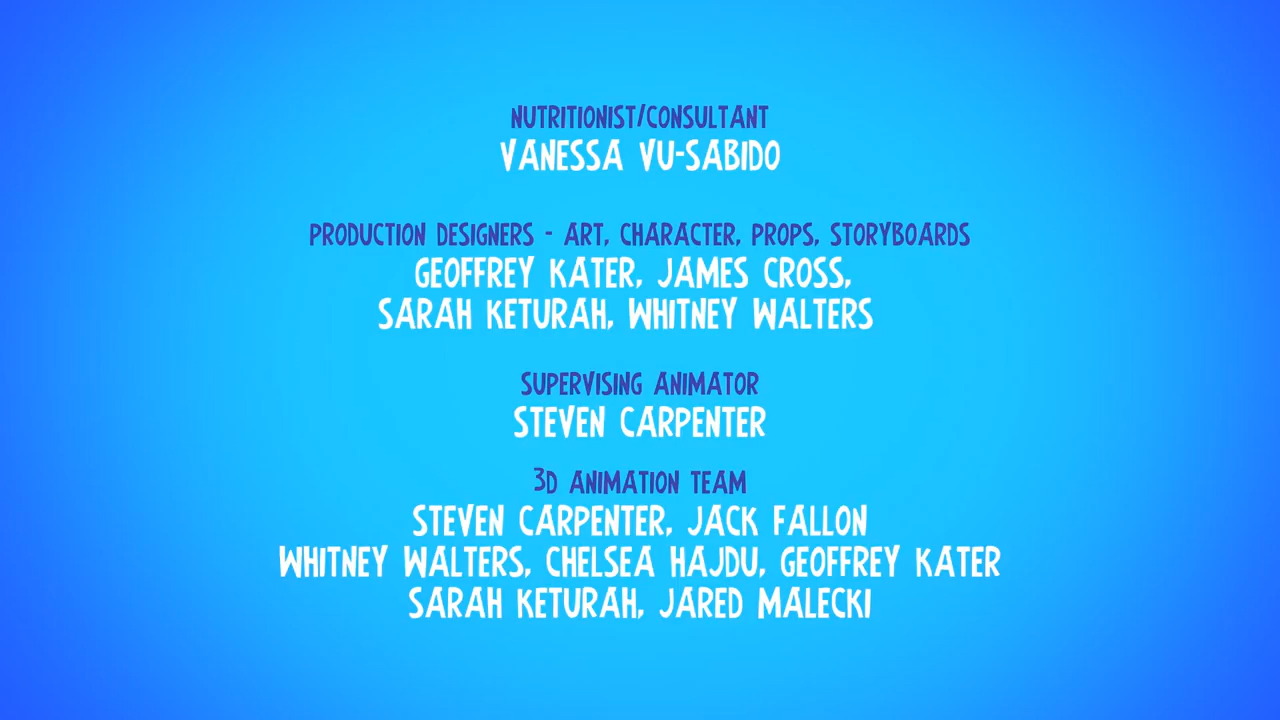 NUTRITIONIST/CONSULTANT
VANESSA VU-SABIDO
PRODUCTION DESIGNERS - ART, CHARACTER, PROPS, STORYBOARDS
GEOFFREY KATER, JAMES CROSS,
SARAH KETURAH, WHITNEY WALTERS
SUPERVISING ANIMATOR
STEVEN CARPENTER
3D ANIMATION TEAM
STEVEN CARPENTER, JACK FALLON
WHITNEY WALTERS, CHELSEA HAJDU, GEOFFREY KATER
SARAH KETURAH, JARED MALECKI